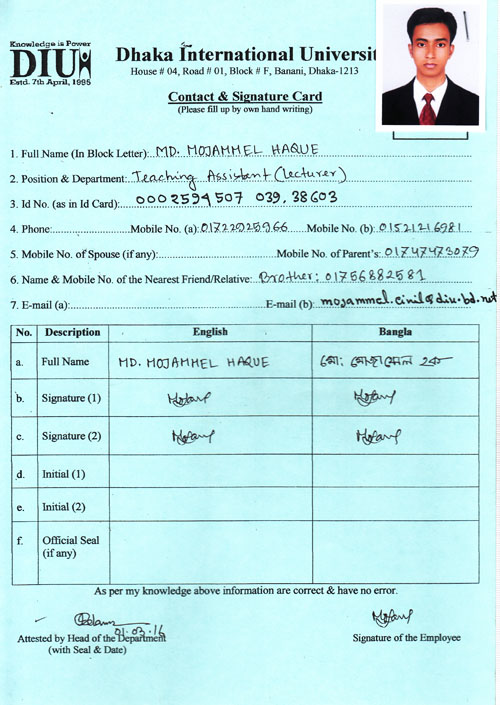 Knowledge is Power
DIU
Estd. 7th April, 1995
Dhaka International Universit
House # 04, Road # 01, Block # F, Banani, Dhaka-1213
Contact & Signature Card
(Please fill up by own hand writing)
1. Full Name (In Block Letter): MD. MOJAMMEL HAQUE
2. Position & Department: Teaching Assistant (Lecturer)
3. Id No. (as in Id Card): 0002594507 039,38603
4. Phone: Mobile No. (a): 01722925966 Mobile No. (b): 01521216981
5. Mobile No. of Spouse (if any): Mobile No. of Parent's: 01747473079
6. Name & Mobile No. of the Nearest Friend/Relative: Brother: 01756882581
7. E-mail (a): E-mail (b): mojammel.civil@diu-bd.net
No. Description English Bangla
a. Full Name MD. MOJAMMEL HAQUE মো: মোজাম্মেল হক
b. Signature (1)
c. Signature (2)
d. Initial (1)
e. Initial (2)
f. Official Seal
(if any)
As per my knowledge above information are correct & have no error.
01.03.16
Attested by Head of the Department
(with Seal & Date)
Signature of the Employee